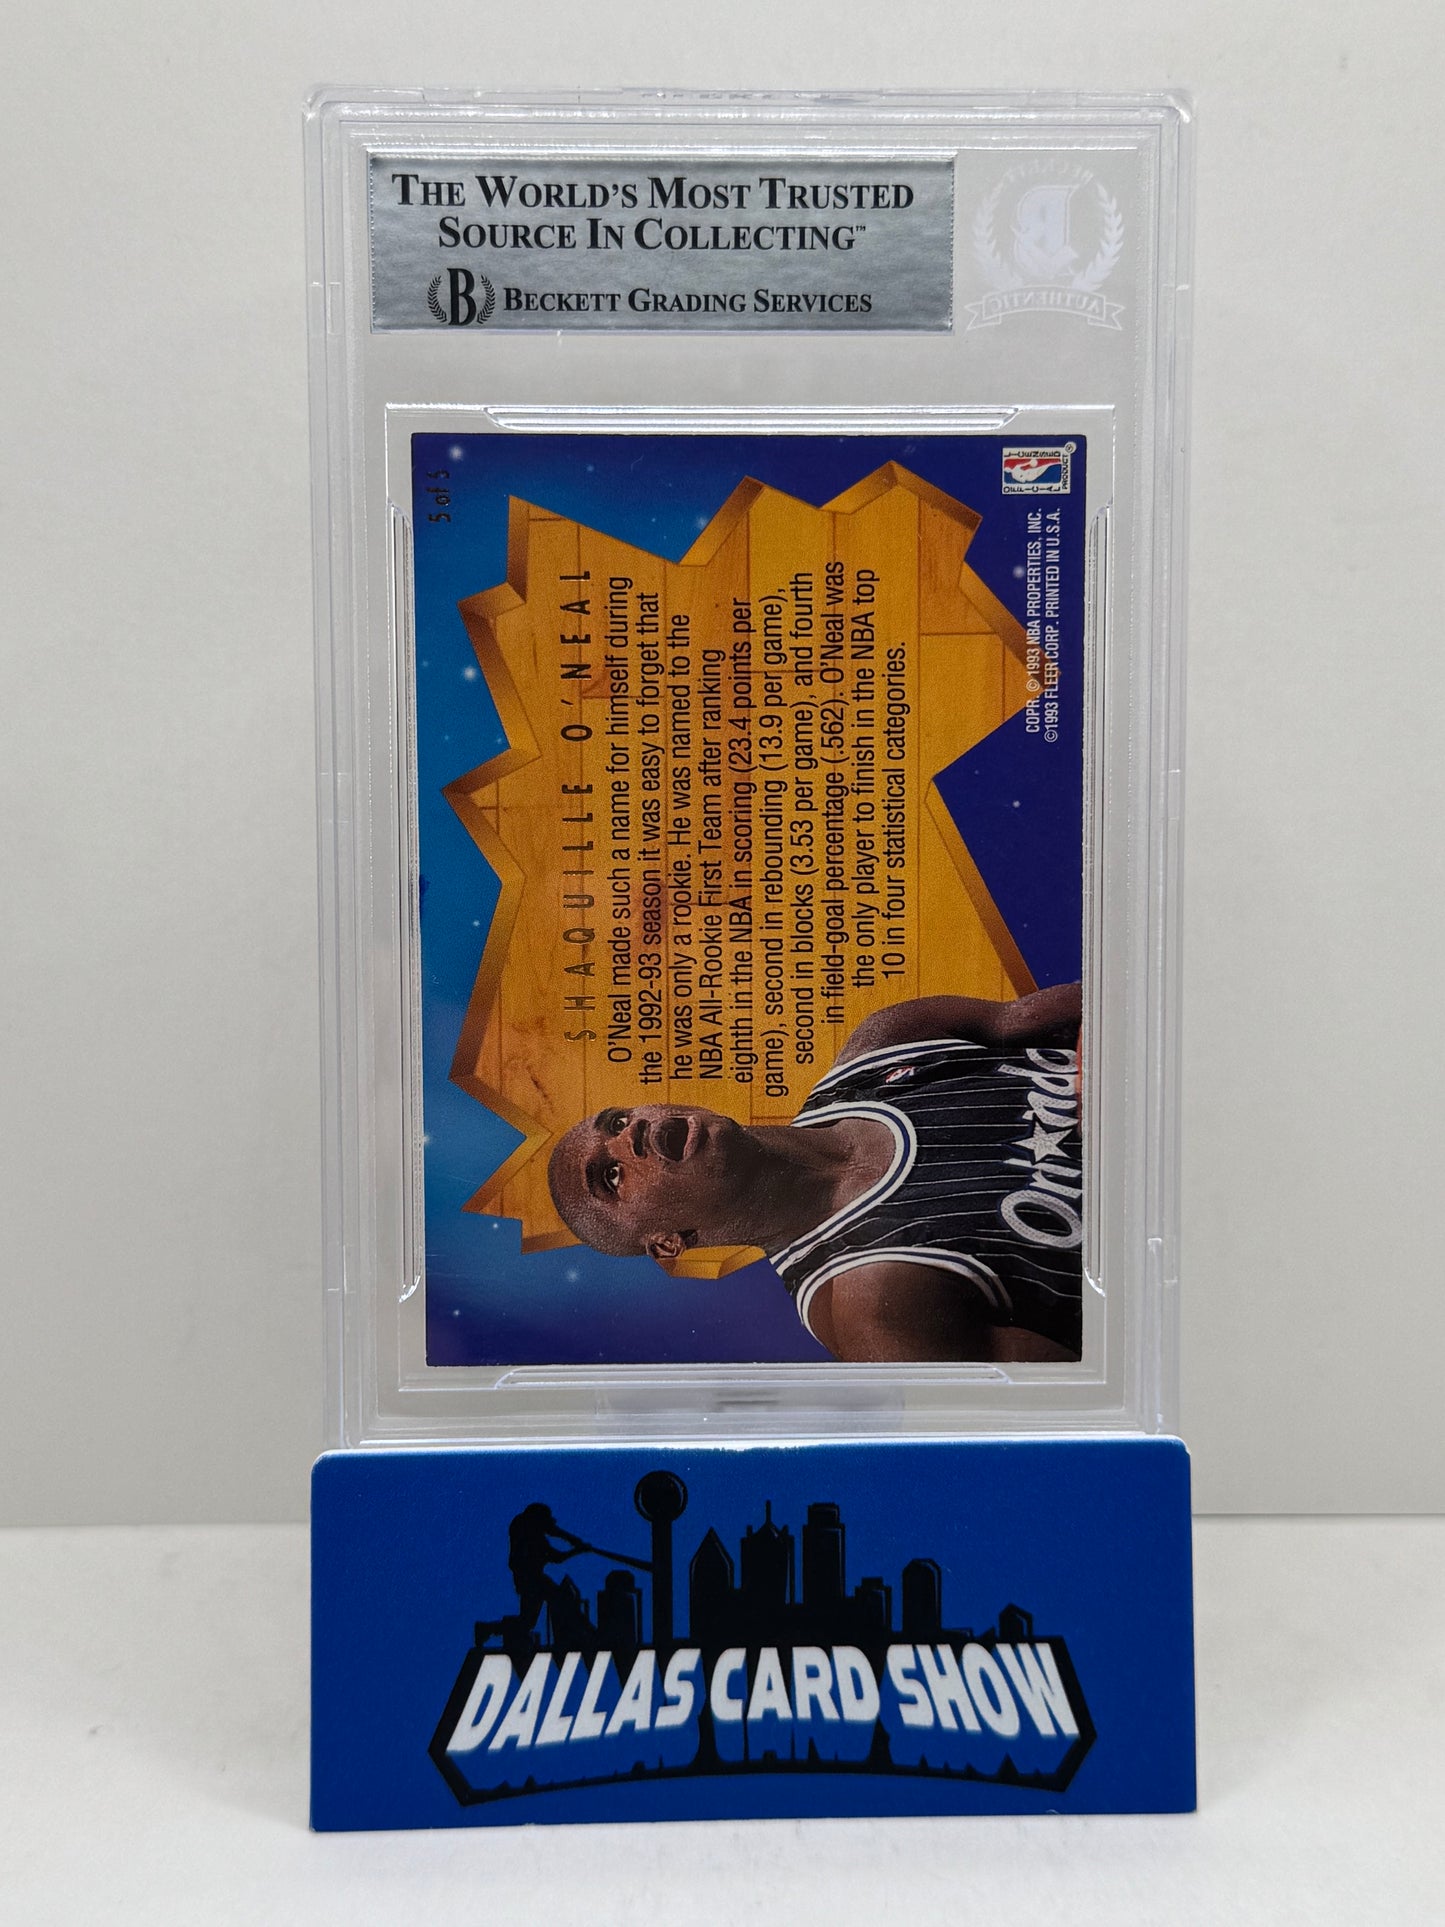 THE WORLD'S MOST TRUSTED
SOURCE IN COLLECTING™
B BECKETT GRADING SERVICES
BECKETT
B
AUTHENTIC
5 of 5
SHAQUILLE O'NEAL
O'Neal made such a name for himself during
the 1992-93 season it was easy to forget that
he was only a rookie. He was named to the
NBA All-Rookie First Team after ranking
eighth in the NBA in scoring (23.4 points per
game), second in rebounding (13.9 per game),
second in blocks (3.53 per game), and fourth
in field-goal percentage (.562). O'Neal was
the only player to finish in the NBA top
10 in four statistical categories.
OFFICIAL LICENSED
PRODUCT®
COPR. ©1993 NBA PROPERTIES, INC.
©1993 FLEER CORP. PRINTED IN U.S.A.
Orlando
DALLAS CARD SHOW